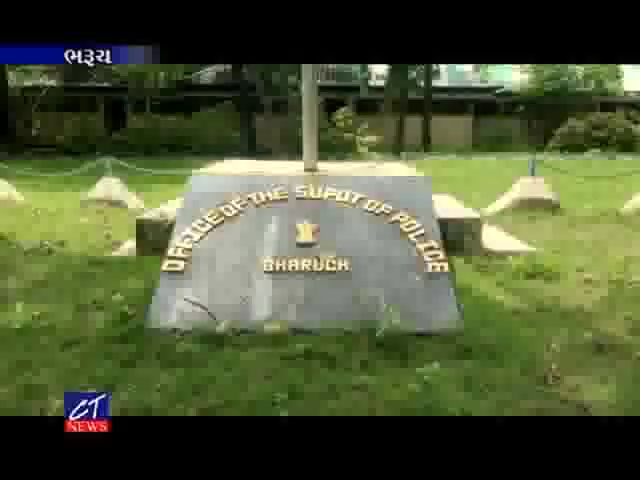 ભરૂચ
OFFICE OF THE SUPDT OF POLICE
BHARUCH
CT
NEWS